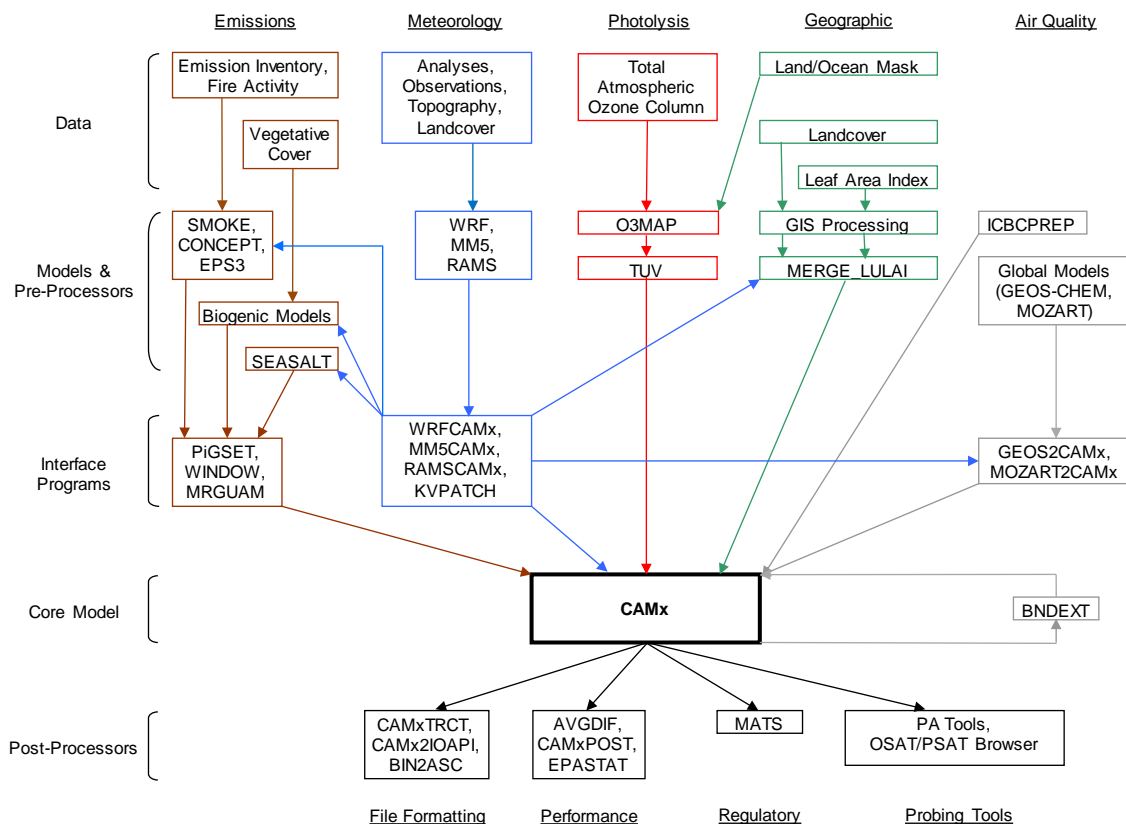 Emissions
Meteorology
Photolysis
Geographic
Air Quality
Data
Emission Inventory,
Fire Activity
Vegetative
Cover
Analyses,
Observations,
Topography,
Landcover
Total
Atmospheric
Ozone Column
Land/Ocean Mask
Landcover
Leaf Area Index
Models &
Pre-Processors
SMOKE,
CONCEPT,
EPS3
Biogenic Models
SEASALT
WRF,
MM5,
RAMS
O3MAP
TUV
GIS Processing
MERGE_LULAI
ICBCPREP
Global Models
(GEOS-CHEM,
MOZART)
Interface
Programs
PiGSET,
WINDOW,
MRGUAM
WRFCAMx,
MM5CAMx,
RAMSCAMx,
KVPATCH
GEOS2CAMx,
MOZART2CAMx
Core Model
CAMx
BNDEXT
Post-Processors
CAMxTRCT,
CAMx2IOAPI,
BIN2ASC
AVGDIF,
CAMxPOST,
EPASTAT
MATS
PA Tools,
OSAT/PSAT Browser
File Formatting
Performance
Regulatory
Probing Tools